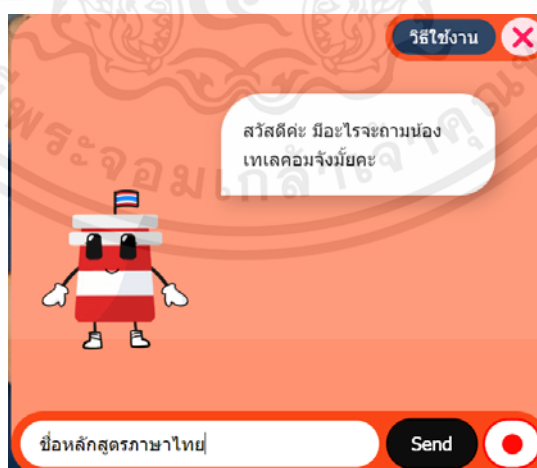 วิธีใช้งาน
สวัสดีค่ะ มีอะไรจะถามน้อง
เทเลคอมจังมั้ยคะ
ชื่อหลักสูตรภาษาไทย
Send